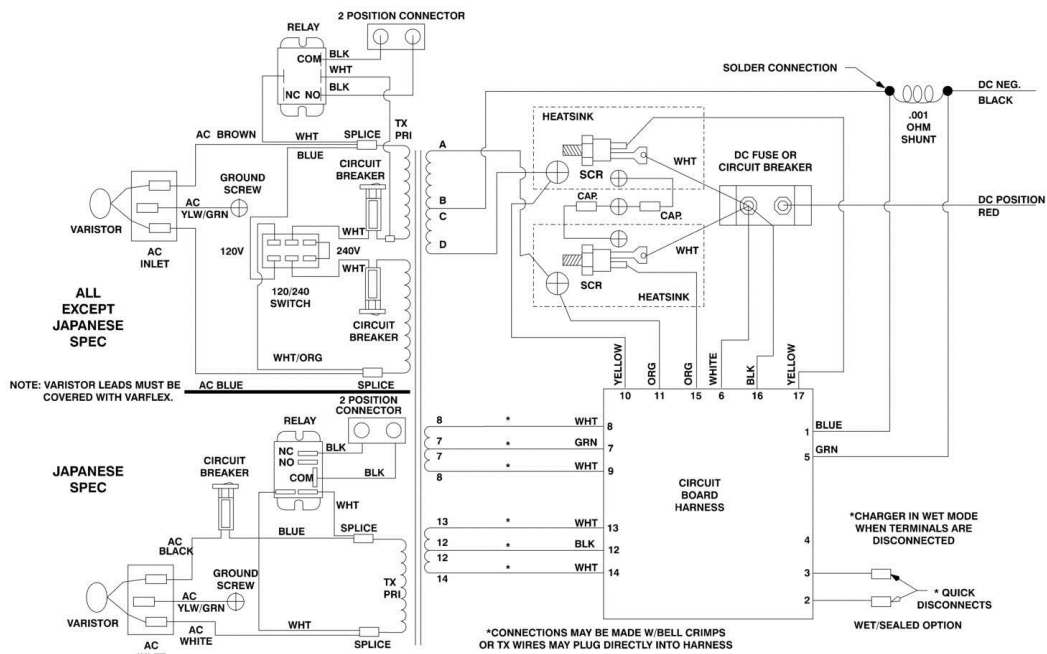 2 POSITION CONNECTOR
RELAY
COM
BLK
WHT
BLK
NC NO
SOLDER CONNECTION
DC NEG.
BLACK
.001
OHM
SHUNT
TX
PRI
AC BROWN
WHT
SPLICE
BLUE
CIRCUIT
BREAKER
GROUND
SCREW
AC
YLW/GRN
VARISTOR
AC
INLET
WHT
120V
240V
WHT
120/240
SWITCH
CIRCUIT
BREAKER
ALL
EXCEPT
JAPANESE
SPEC
WHT/ORG
A
B
C
D
HEATSINK
SCR
WHT
CAP.
CAP.
WHT
SCR
HEATSINK
DC FUSE OR
CIRCUIT BREAKER
DC POSITION
RED
NOTE: VARISTOR LEADS MUST BE
COVERED WITH VARFLEX.
AC BLUE
SPLICE
YELLOW
ORG
ORG
WHITE
BLK
YELLOW
10
11
15
6
16
17
1
BLUE
5
GRN
2 POSITION
CONNECTOR
RELAY
NC
NO
COM
BLK
BLK
WHT
JAPANESE
SPEC
CIRCUIT
BREAKER
BLUE
SPLICE
AC
BLACK
GROUND
SCREW
AC
YLW/GRN
VARISTOR
AC
WHITE
WHT
TX
PRI
SPLICE
AC
8 * WHT 8
7 * GRN 7
7 * WHT 9
8
13 * WHT 13
12 * BLK 12
12 * WHT 14
14
CIRCUIT
BOARD
HARNESS
4
3
2
*CHARGER IN WET MODE
WHEN TERMINALS ARE
DISCONNECTED
* QUICK
DISCONNECTS
WET/SEALED OPTION
*CONNECTIONS MAY BE MADE W/BELL CRIMPS
OR TX WIRES MAY PLUG DIRECTLY INTO HARNESS